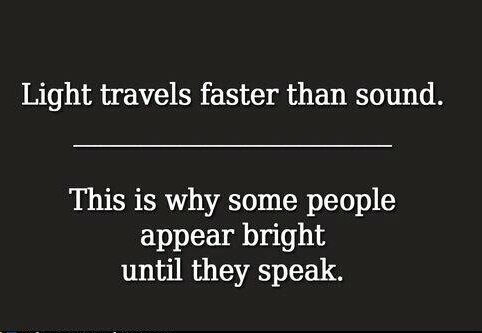 Light travels faster than sound.
This is why some people
appear bright
until they speak.